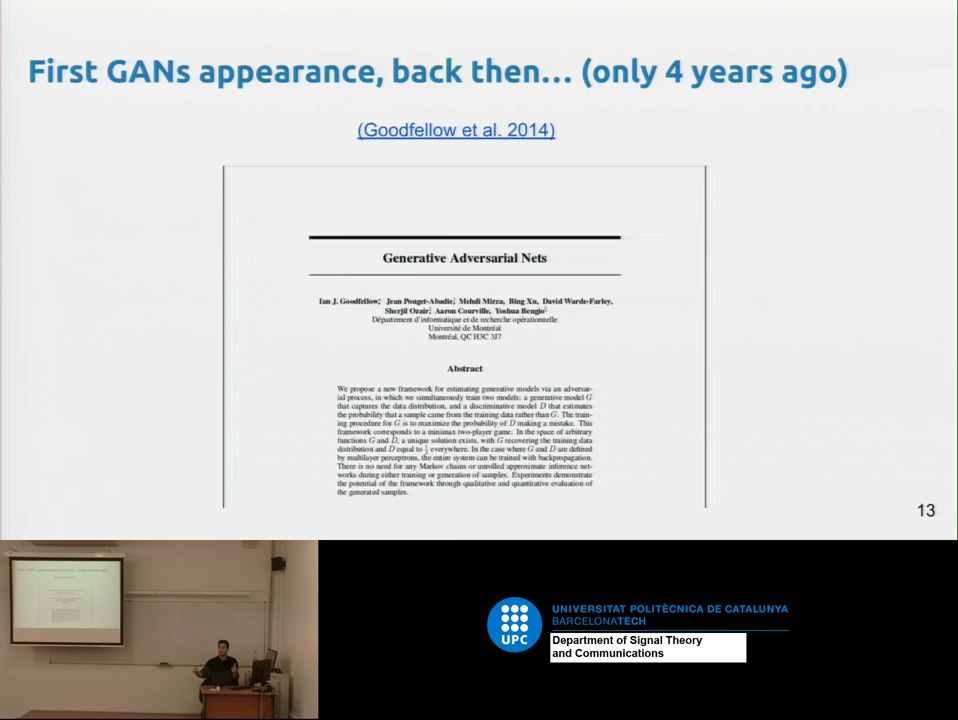 First GANs appearance, back then… (only 4 years ago)
(Goodfellow et al. 2014)
Generative Adversarial Nets
Ian J. Goodfellow, Jean Pouget-Abadie, Mehdi Mirza, Bing Xu, David Warde-Farley,
Sherjil Ozair, Aaron Courville, Yoshua Bengio
Département d'informatique et de recherche opérationnelle
Université de Montréal
Montréal, QC H3C 3J7
Abstract
We propose a new framework for estimating generative models via an adversar-
ial process, in which we simultaneously train two models: a generative model G
that captures the data distribution, and a discriminative model D that estimates
the probability that a sample came from the training data rather than G. The train-
ing procedure for G is to maximize the probability of D making a mistake. This
framework corresponds to a minimax two-player game. In the space of arbitrary
functions G and D, a unique solution exists, with G recovering the training data
distribution and D equal to ½ everywhere. In the case where G and D are defined
by multilayer perceptrons, the entire system can be trained with backpropagation.
There is no need for any Markov chains or unrolled approximate inference net-
works during either training or generation of samples. Experiments demonstrate
the potential of the framework through qualitative and quantitative evaluation of
the generated samples.
13
UPC
UNIVERSITAT POLITÈCNICA DE CATALUNYA
BARCELONATECH
Department of Signal Theory
and Communications